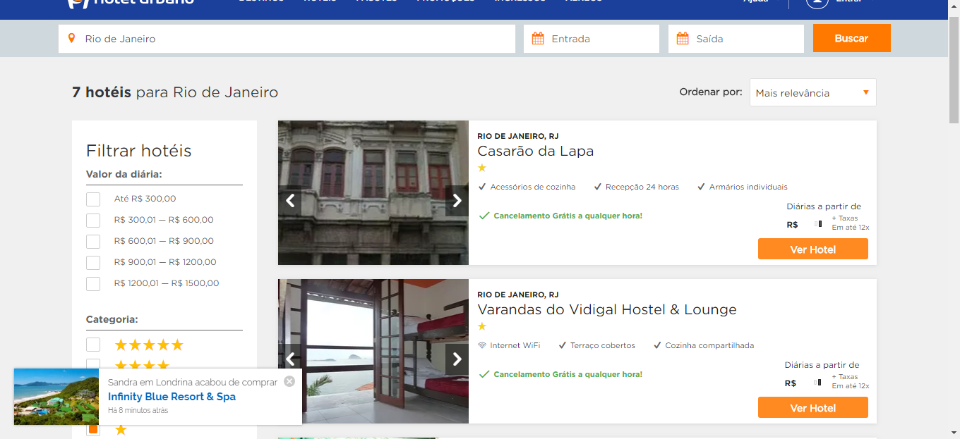 Hotel Urbano
Rio de Janeiro
Entrada
Saída
Buscar
7 hotéis para Rio de Janeiro
Ordenar por:
Mais relevância
Filtrar hotéis
Valor da diária:
Até R$ 300,00
R$ 300,01 — R$ 600,00
R$ 600,01 — R$ 900,00
R$ 900,01 — R$ 1200,00
R$ 1200,01 — R$ 1500,00
Categoria:
Sandra em Londrina acabou de comprar
Infinity Blue Resort & Spa
Há 8 minutos atrás
RIO DE JANEIRO, RJ
Casarão da Lapa
Acessórios de cozinha
Recepção 24 horas
Armários individuais
Cancelamento Grátis a qualquer hora!
Diárias a partir de
R$
+ Taxas
Em até 12x
Ver Hotel
RIO DE JANEIRO, RJ
Varandas do Vidigal Hostel & Lounge
Internet WiFi
Terraço cobertos
Cozinha compartilhada
Cancelamento Grátis a qualquer hora!
Diárias a partir de
R$
+ Taxas
Em até 12x
Ver Hotel